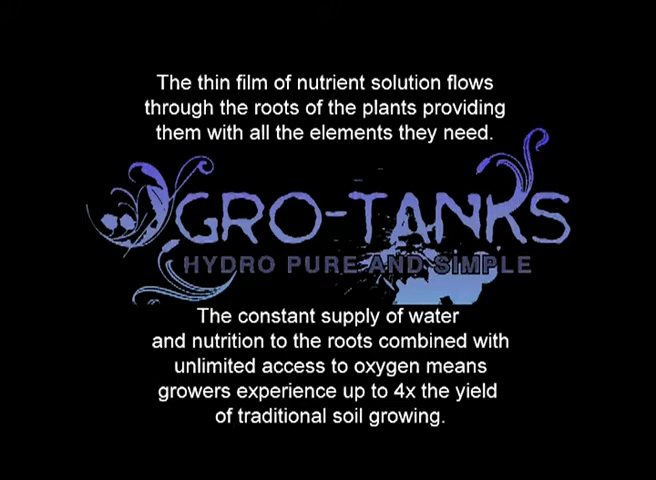 The thin film of nutrient solution flows
through the roots of the plants providing
them with all the elements they need.
GRO-TANKS
HYDRO PURE AND SIMPLE
The constant supply of water
and nutrition to the roots combined with
unlimited access to oxygen means
growers experience up to 4x the yield
of traditional soil growing.